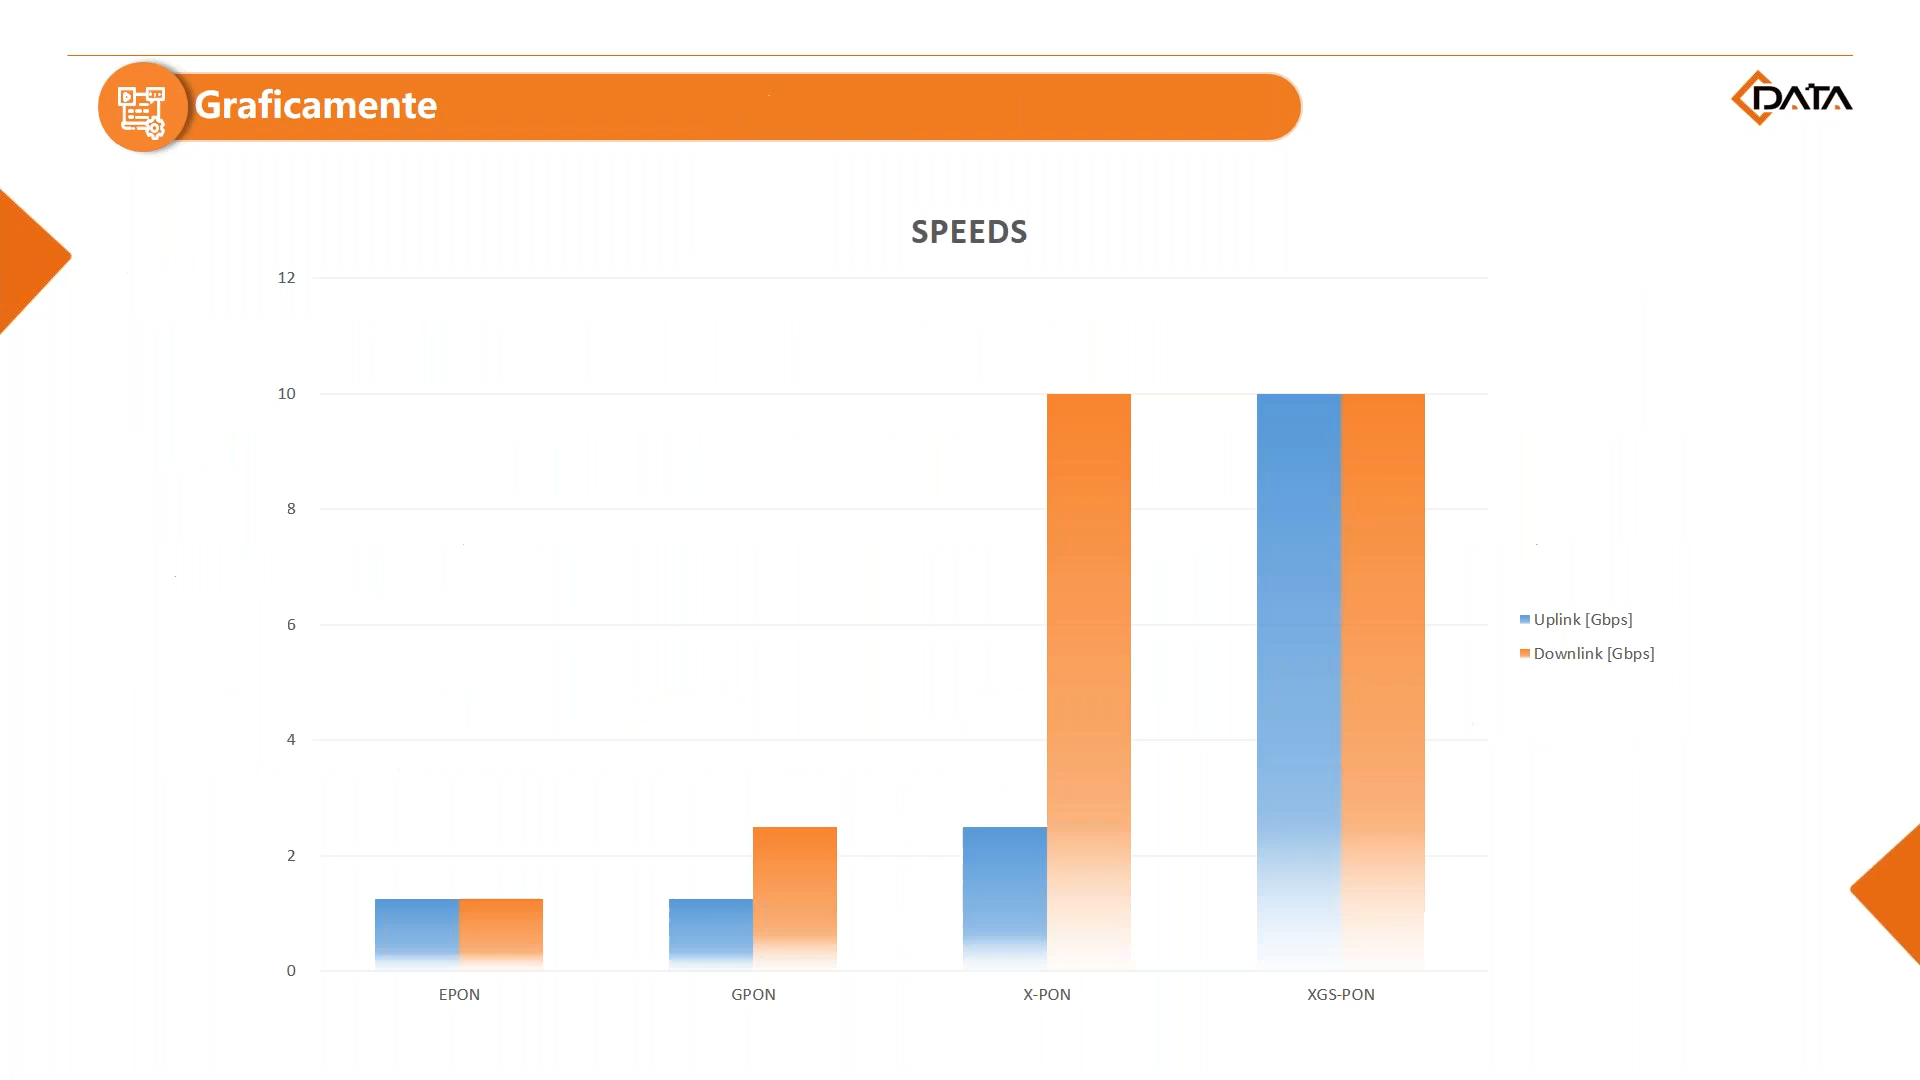 Graficamente
DATA
SPEEDS
12
10
8
6
4
2
0
EPON
GPON
X-PON
XGS-PON
Uplink [Gbps]
Downlink [Gbps]